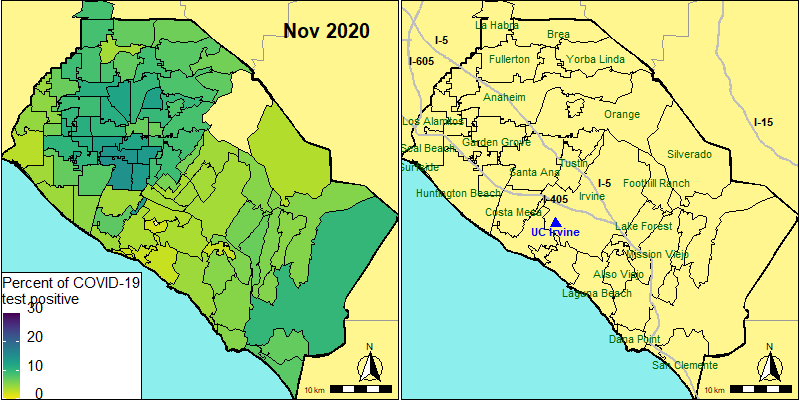 Nov 2020
Percent of COVID-19
test positive
30
20
10
0
N
10 km
La Habra
I-5
Brea
I-605
Fullerton
Yorba Linda
Anaheim
Orange
I-15
Los Alamitos
Garden Grove
Seal Beach
Silverado
Tustin
Surfside
Santa Ana
I-5
Foothill Ranch
Huntington Beach
Irvine
I-405
Costa Mesa
Lake Forest
UC Irvine
Mission Viejo
Aliso Viejo
Laguna Beach
Dana Point
San Clemente
N
10 km